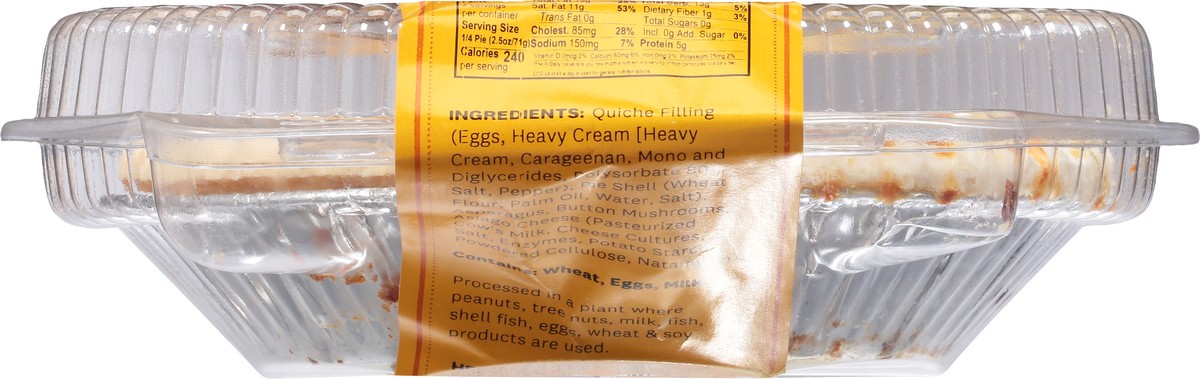 Sat. Fat 11g 53% Dietary Fiber 1g 5%
per container Trans Fat 0g Total Sugars 0g 3%
Serving Size Cholest. 85mg 28% Incl 0g Add Sugar 0%
1/4 Pie (2.5oz/71g) Sodium 150mg 7% Protein 5g
Calories 240
per serving
INGREDIENTS: Quiche Filling
(Eggs, Heavy Cream [Heavy
Cream, Carageenan, Mono and
Diglycerides, Polysorbate 80
Salt, Pepper), Pie Shell (Wheat
Flour, Palm Oil, Water, Salt),
Asparagus, Button Mushrooms,
Asiago Cheese (Pasteurized
Cow's Milk, Cheese Cultures,
Salt, Enzymes, Potato Starch
Powdered Cellulose,
Contains: Wheat, Eggs, Milk
Processed in a plant where
peanuts, tree nuts, milk, fish,
shell fish, eggs, wheat & soy
products are used.